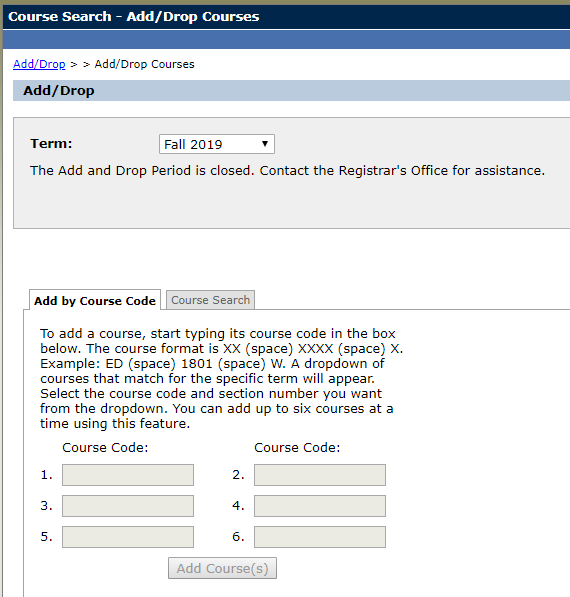 Course Search - Add/Drop Courses
Add/Drop > > Add/Drop Courses
Add/Drop
Term: Fall 2019
The Add and Drop Period is closed. Contact the Registrar's Office for assistance.
Add by Course Code Course Search
To add a course, start typing its course code in the box
below. The course format is XX (space) XXXX (space) X.
Example: ED (space) 1801 (space) W. A dropdown of
courses that match for the specific term will appear.
Select the course code and section number you want
from the dropdown. You can add up to six courses at a
time using this feature.
Course Code: Course Code:
1. 2.
3. 4.
5. 6.
Add Course(s)